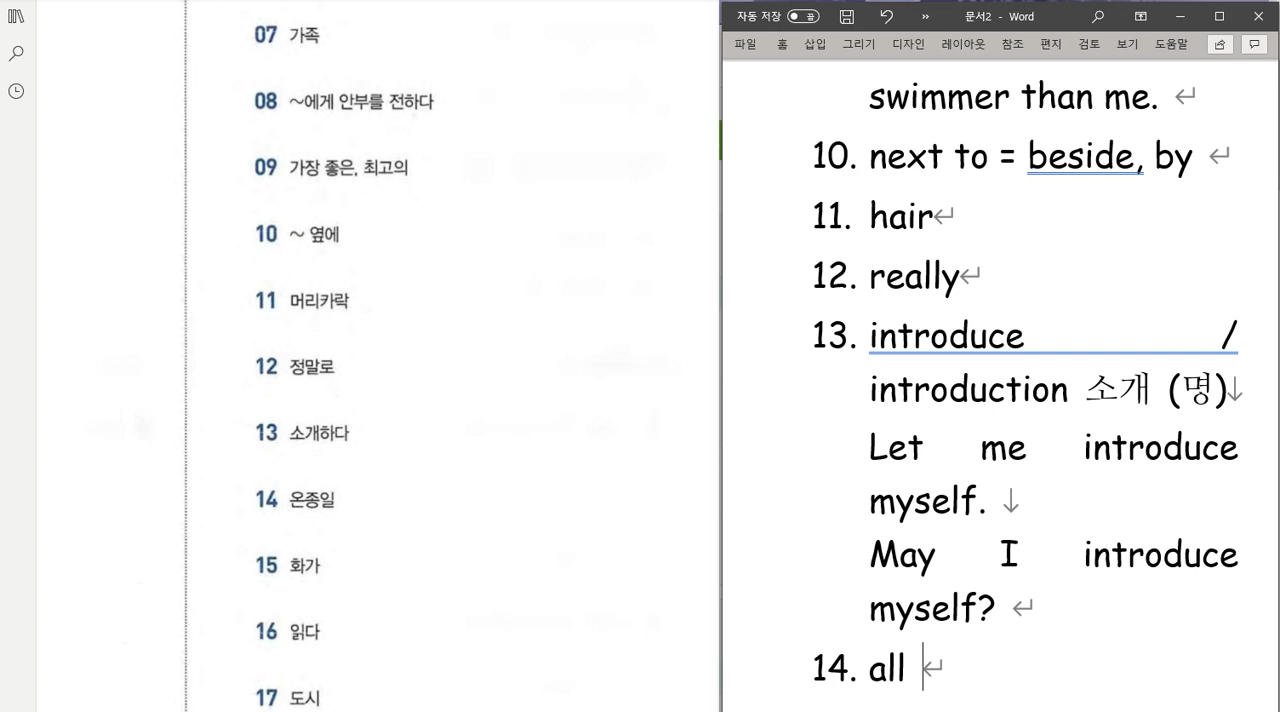 07 가족
08 ~에게 안부를 전하다
09 가장 좋은, 최고의
10 ~ 옆에
11 머리카락
12 정말로
13 소개하다
14 온종일
15 화가
16 읽다
17 도시
자동 저장 끔 문서2 - Word
파일 홈 삽입 그리기 디자인 레이아웃 참조 편지 검토 보기 도움말
swimmer than me.
10. next to = beside, by
11. hair
12. really
13. introduce /
introduction 소개 (명)
Let me introduce
myself.
May I introduce
myself?
14. all